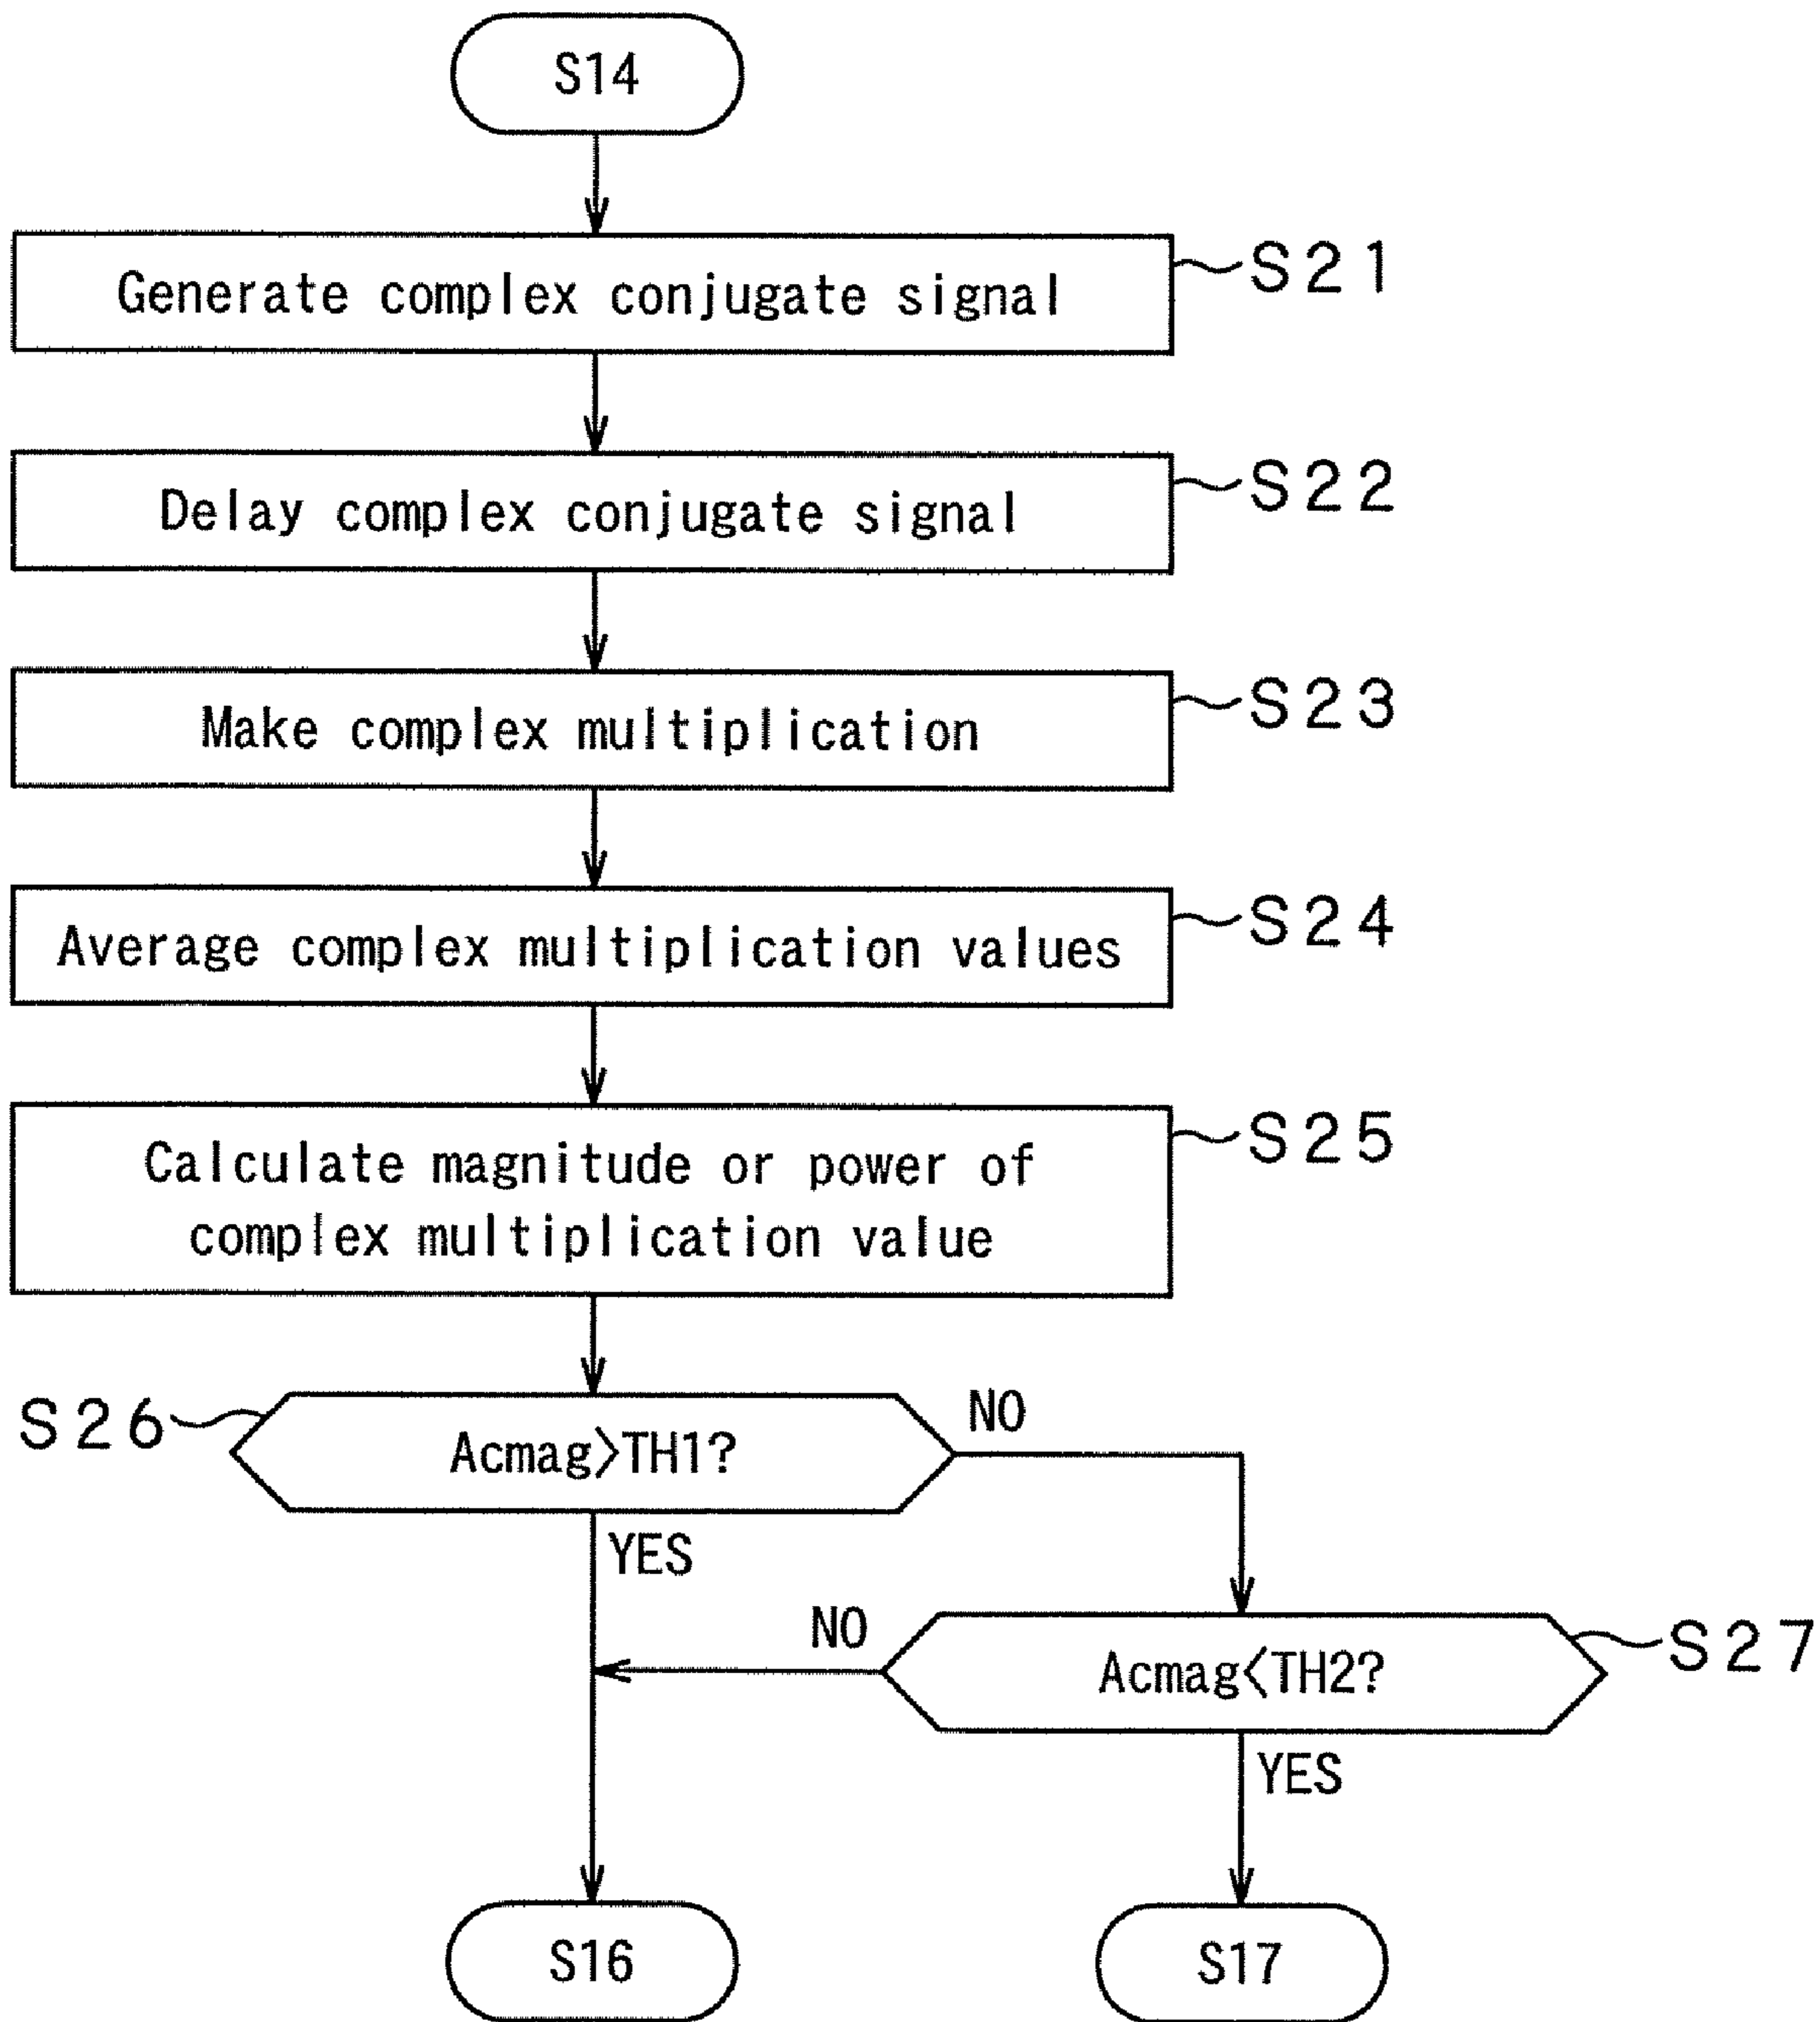 S14
Generate complex conjugate signal
S21
Delay complex conjugate signal
S22
Make complex multiplication
S23
Average complex multiplication values
S24
Calculate magnitude or power of
complex multiplication value
S25
S26
Acmag>TH1?
NO
YES
NO
Acmag<TH2?
S27
YES
S16
S17